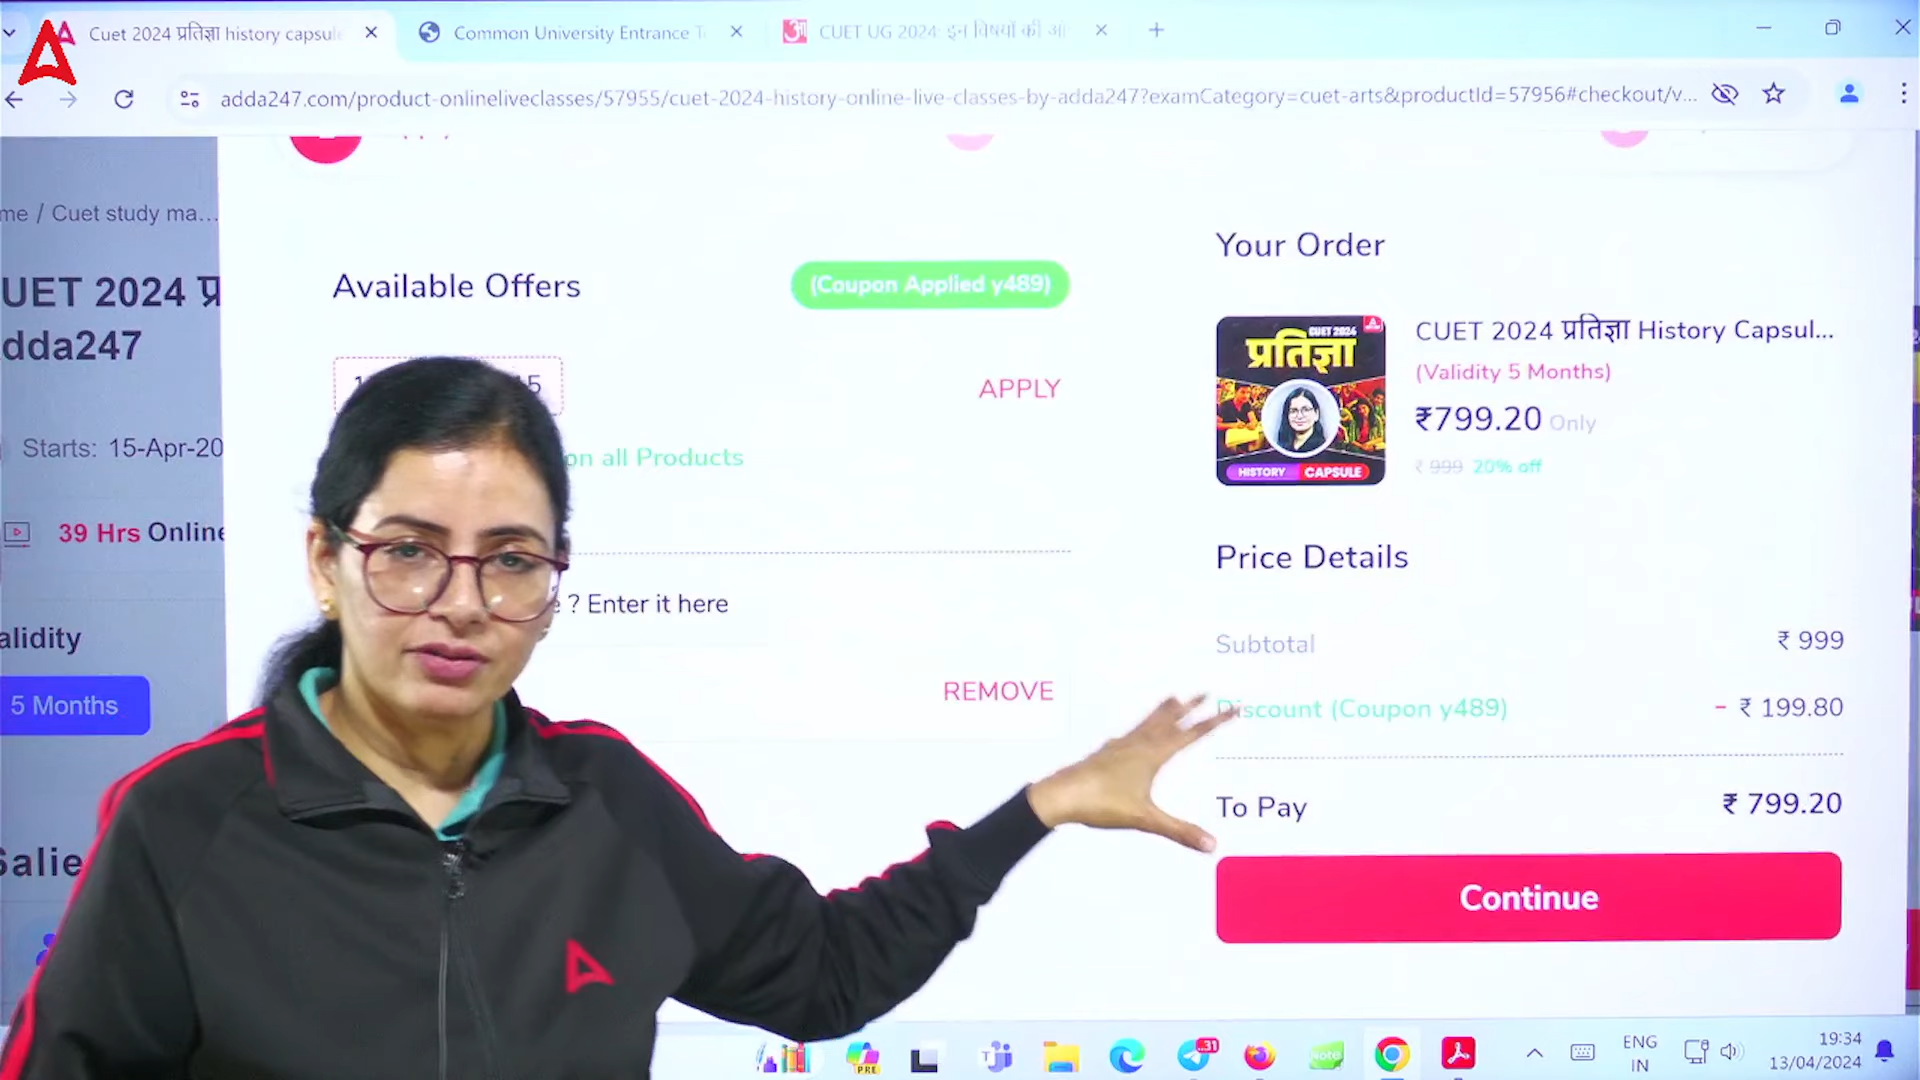 Cuet 2024 प्रतिज्ञा history capsule
Common University Entrance T
CUET UG 2024: इन विषयों की
adda247.com/product-onlineliveclasses/57955/cuet-2024-history-online-live-classes-by-adda247?examCategory=cuet-arts&productId=57956#checkout/v...
me / Cuet study ma...
UET 2024 प्र
dda247
Starts: 15-Apr-20
39 Hrs Online
alidity
5 Months
Salie
Available Offers
(Coupon Applied y489)
APPLY
on all Products
e ? Enter it here
REMOVE
Your Order
CUET 2024
प्रतिज्ञा
HISTORY CAPSULE
CUET 2024 प्रतिज्ञा History Capsul...
(Validity 5 Months)
₹799.20 Only
₹ 999 20% off
Price Details
Subtotal ₹ 999
Discount (Coupon y489) - ₹ 199.80
To Pay ₹ 799.20
Continue
PRE
31
Note
ENG
IN
19:34
13/04/2024